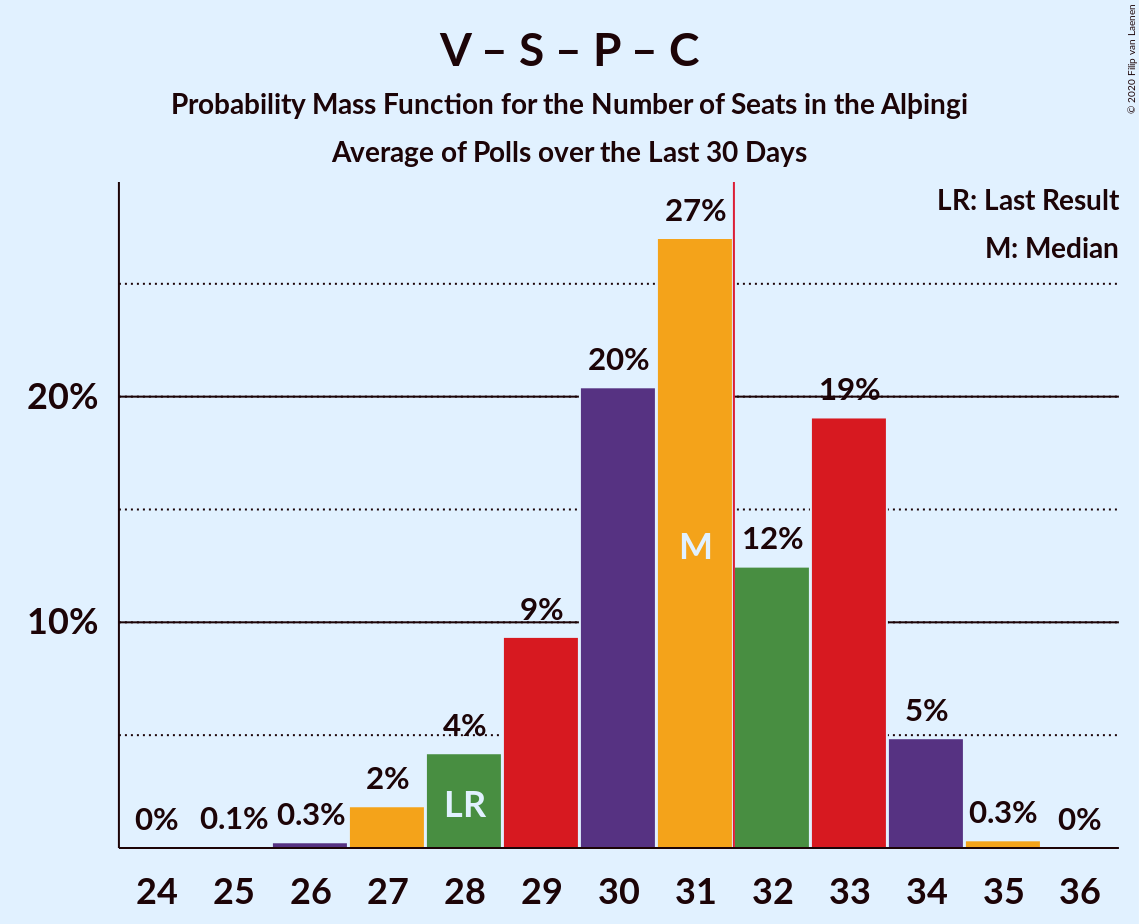 V – S – P – C
Probability Mass Function for the Number of Seats in the Alþingi
Average of Polls over the Last 30 Days
© 2020 Filip van Laenen
LR: Last Result
M: Median
27%
20%
19%
12%
9%
5%
4%
2%
0%
0.1%
0.3%
0.3%
0%
M
LR
20%
10%
24 25 26 27 28 29 30 31 32 33 34 35 36